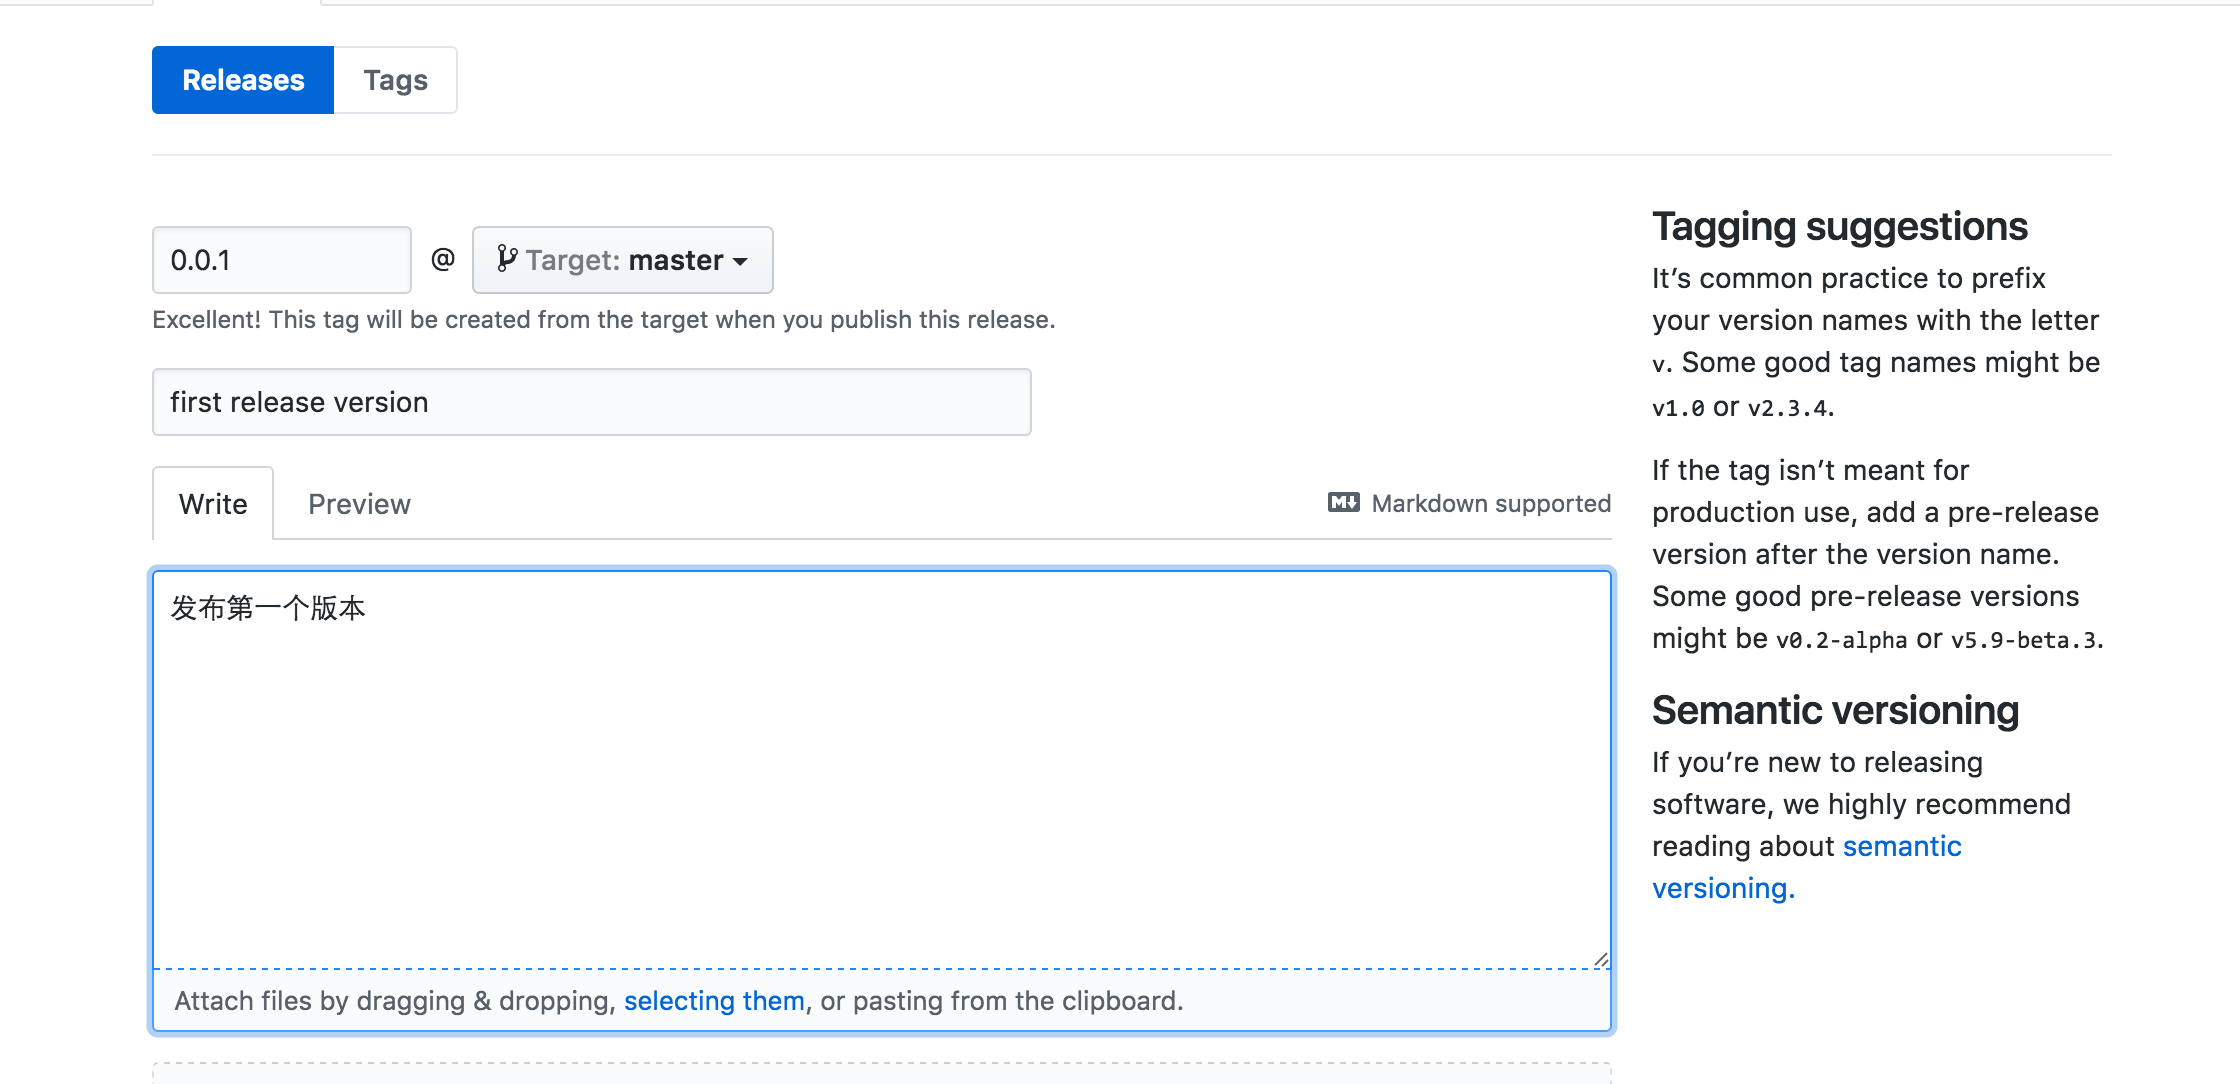 Releases Tags
0.0.1 @ Target: master
Excellent! This tag will be created from the target when you publish this release.
first release version
Write Preview Markdown supported
发布第一个版本
Attach files by dragging & dropping, selecting them, or pasting from the clipboard.
Tagging suggestions
It’s common practice to prefix
your version names with the letter
v. Some good tag names might be
v1.0 or v2.3.4.
If the tag isn’t meant for
production use, add a pre-release
version after the version name.
Some good pre-release versions
might be v0.2-alpha or v5.9-beta.3.
Semantic versioning
If you’re new to releasing
software, we highly recommend
reading about semantic
versioning.